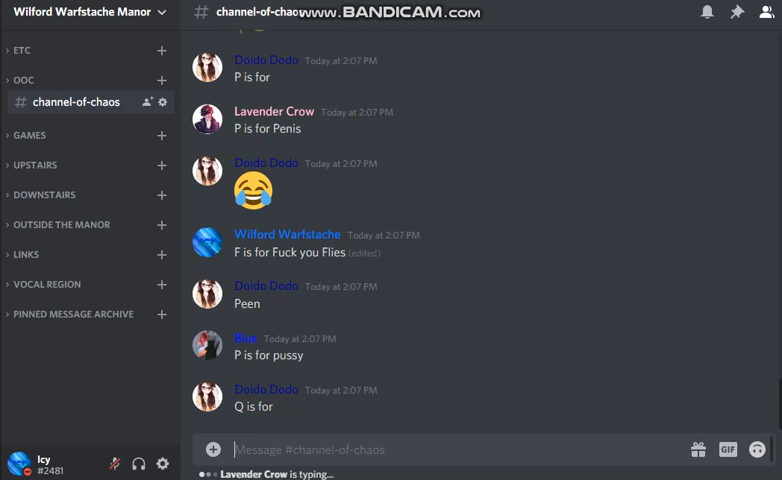 Wilford Warfstache Manor
channel-of-chaos
www.BANDICAM.com
ETC
OOC
channel-of-chaos
GAMES
UPSTAIRS
DOWNSTAIRS
OUTSIDE THE MANOR
LINKS
VOCAL REGION
PINNED MESSAGE ARCHIVE
Icy
#2481
Doido Dodo Today at 2:07 PM
P is for
Lavender Crow Today at 2:07 PM
P is for Penis
Doido Dodo Today at 2:07 PM
Wilford Warfstache Today at 2:07 PM
F is for Fuck you Flies (edited)
Doido Dodo Today at 2:07 PM
Peen
Blue Today at 2:07 PM
P is for pussy
Doido Dodo Today at 2:07 PM
Q is for
Message #channel-of-chaos
GIF
Lavender Crow is typing...